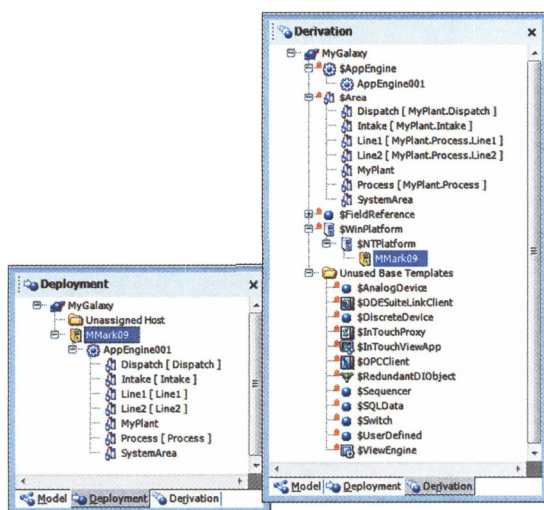 Deployment
MyGalaxy
Unassigned Host
MMark09
AppEngine001
Dispatch [ Dispatch ]
Intake [ Intake ]
Line1 [ Line1 ]
Line2 [ Line2 ]
MyPlant
Process [ Process ]
SystemArea
Model Deployment Derivation
Derivation
MyGalaxy
$AppEngine
AppEngine001
$Area
Dispatch [ MyPlant.Dispatch ]
Intake [ MyPlant.Intake ]
Line1 [ MyPlant.Process.Line1 ]
Line2 [ MyPlant.Process.Line2 ]
MyPlant
Process [ MyPlant.Process ]
SystemArea
$FieldReference
$WinPlatform
$NTPlatform
MMark09
Unused Base Templates
$AnalogDevice
$DDESuiteLinkClient
$DiscreteDevice
$InTouchProxy
$InTouchViewApp
$OPCClient
$RedundantDIObject
$Sequencer
$SQLData
$Switch
$UserDefined
$ViewEngine
Model Deployment Derivation